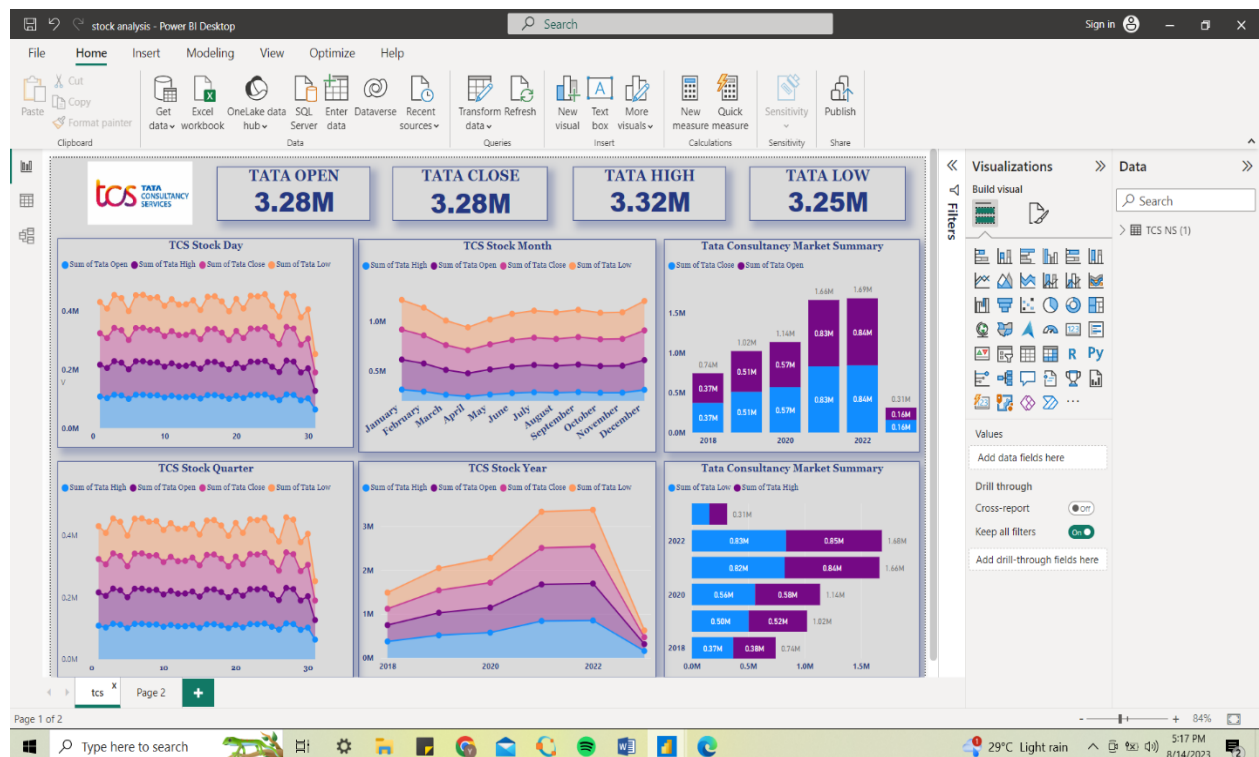 stock analysis - Power BI Desktop
Search
Sign in
File Home Insert Modeling View Optimize Help
Paste
Cut
Copy
Format painter
Get data
Excel workbook
OneLake data hub
SQL Server
Enter data
Dataverse
Recent sources
Transform data
Refresh
New visual
Text box
More visuals
New measure
Quick measure
Sensitivity
Publish
Clipboard Data Queries Insert Calculations Sensitivity Share
tcs TATA CONSULTANCY SERVICES
TATA OPEN
3.28M
TATA CLOSE
3.28M
TATA HIGH
3.32M
TATA LOW
3.25M
TCS Stock Day
Sum of Tata Open Sum of Tata High Sum of Tata Close Sum of Tata Low
0.4M
0.2M
V
0.0M
0 10 20 30
TCS Stock Month
Sum of Tata High Sum of Tata Open Sum of Tata Close Sum of Tata Low
1.0M
0.5M
January February March April May June July August September October November December
Tata Consultancy Market Summary
Sum of Tata Close Sum of Tata Open
1.5M
1.0M
0.5M
0.0M
0.74M 1.02M 1.14M 1.66M 1.69M 0.31M
0.37M 0.51M 0.57M 0.83M 0.84M 0.16M
0.37M 0.51M 0.57M 0.83M 0.84M 0.16M
2018 2020 2022
TCS Stock Quarter
Sum of Tata High Sum of Tata Open Sum of Tata Close Sum of Tata Low
0.4M
0.2M
0.0M
0 10 20 30
TCS Stock Year
Sum of Tata High Sum of Tata Open Sum of Tata Close Sum of Tata Low
3M
2M
1M
0M
2018 2020 2022
Tata Consultancy Market Summary
Sum of Tata Low Sum of Tata High
0.31M
2022 0.83M 0.85M 1.68M
0.82M 0.84M 1.66M
2020 0.56M 0.58M 1.14M
0.50M 0.52M 1.02M
2018 0.37M 0.38M 0.74M
0.0M 0.5M 1.0M 1.5M
Filters
Visualizations
Build visual
123
R Py
Values
Add data fields here
Drill through
Cross-report Off
Keep all filters On
Add drill-through fields here
Data
Search
TCS NS (1)
tcs x Page 2 +
Page 1 of 2
- + 84%
Type here to search
29°C Light rain
5:17 PM
8/14/2023
2